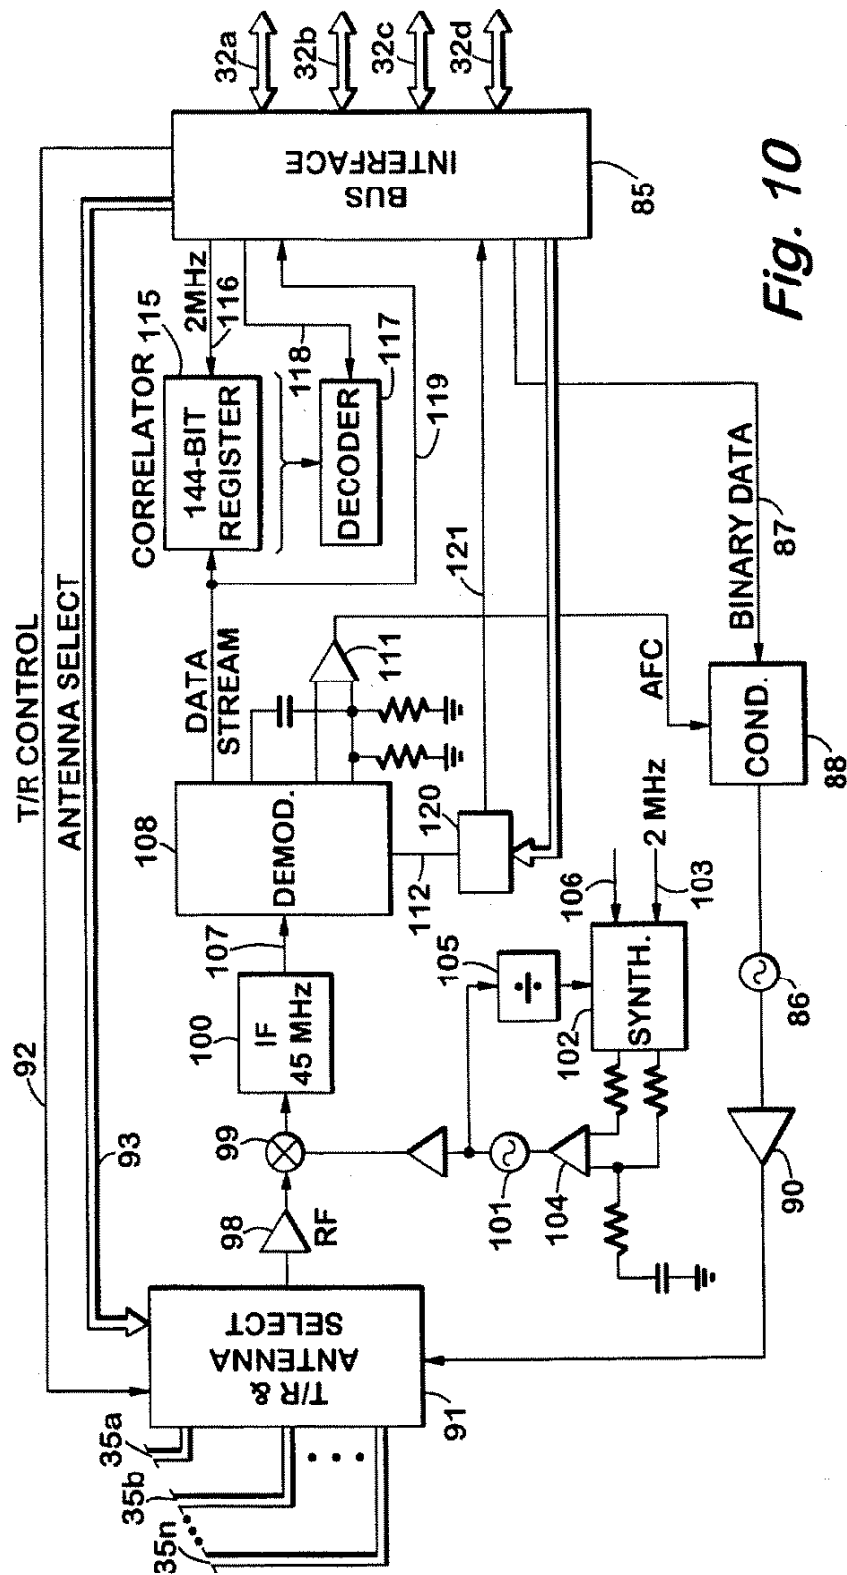 T/R CONTROL
ANTENNA SELECT
92
93
35a
35b
35n
T/R &
ANTENNA
SELECT
91
98
RF
99
100
IF
45 MHz
107
108
DEMOD.
DATA
STREAM
CORRELATOR 115
144-BIT
REGISTER
2MHz
116
118
DECODER
117
119
BUS
INTERFACE
85
32a
32b
32c
32d
111
112
120
121
101
104
105
÷
102
SYNTH.
106
2 MHz
103
AFC
BINARY DATA
87
COND.
88
86
90
Fig. 10